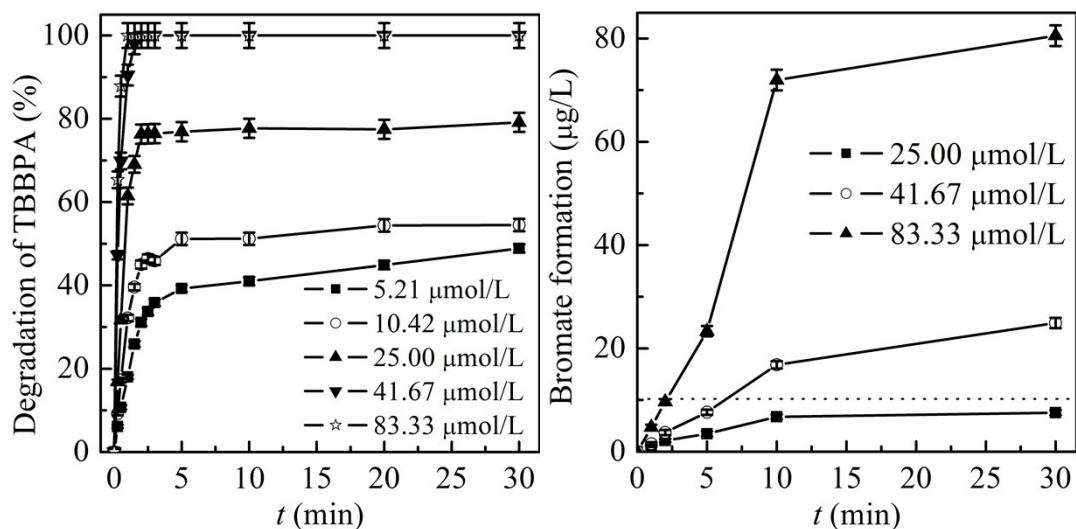 Degradation of TBBPA (%)
100
80
60
40
20
0
5.21 μmol/L
10.42 μmol/L
25.00 μmol/L
41.67 μmol/L
83.33 μmol/L
0 5 10 15 20 25 30
t (min)
Bromate formation (μg/L)
80
60
40
20
0
25.00 μmol/L
41.67 μmol/L
83.33 μmol/L
0 5 10 15 20 25 30
t (min)